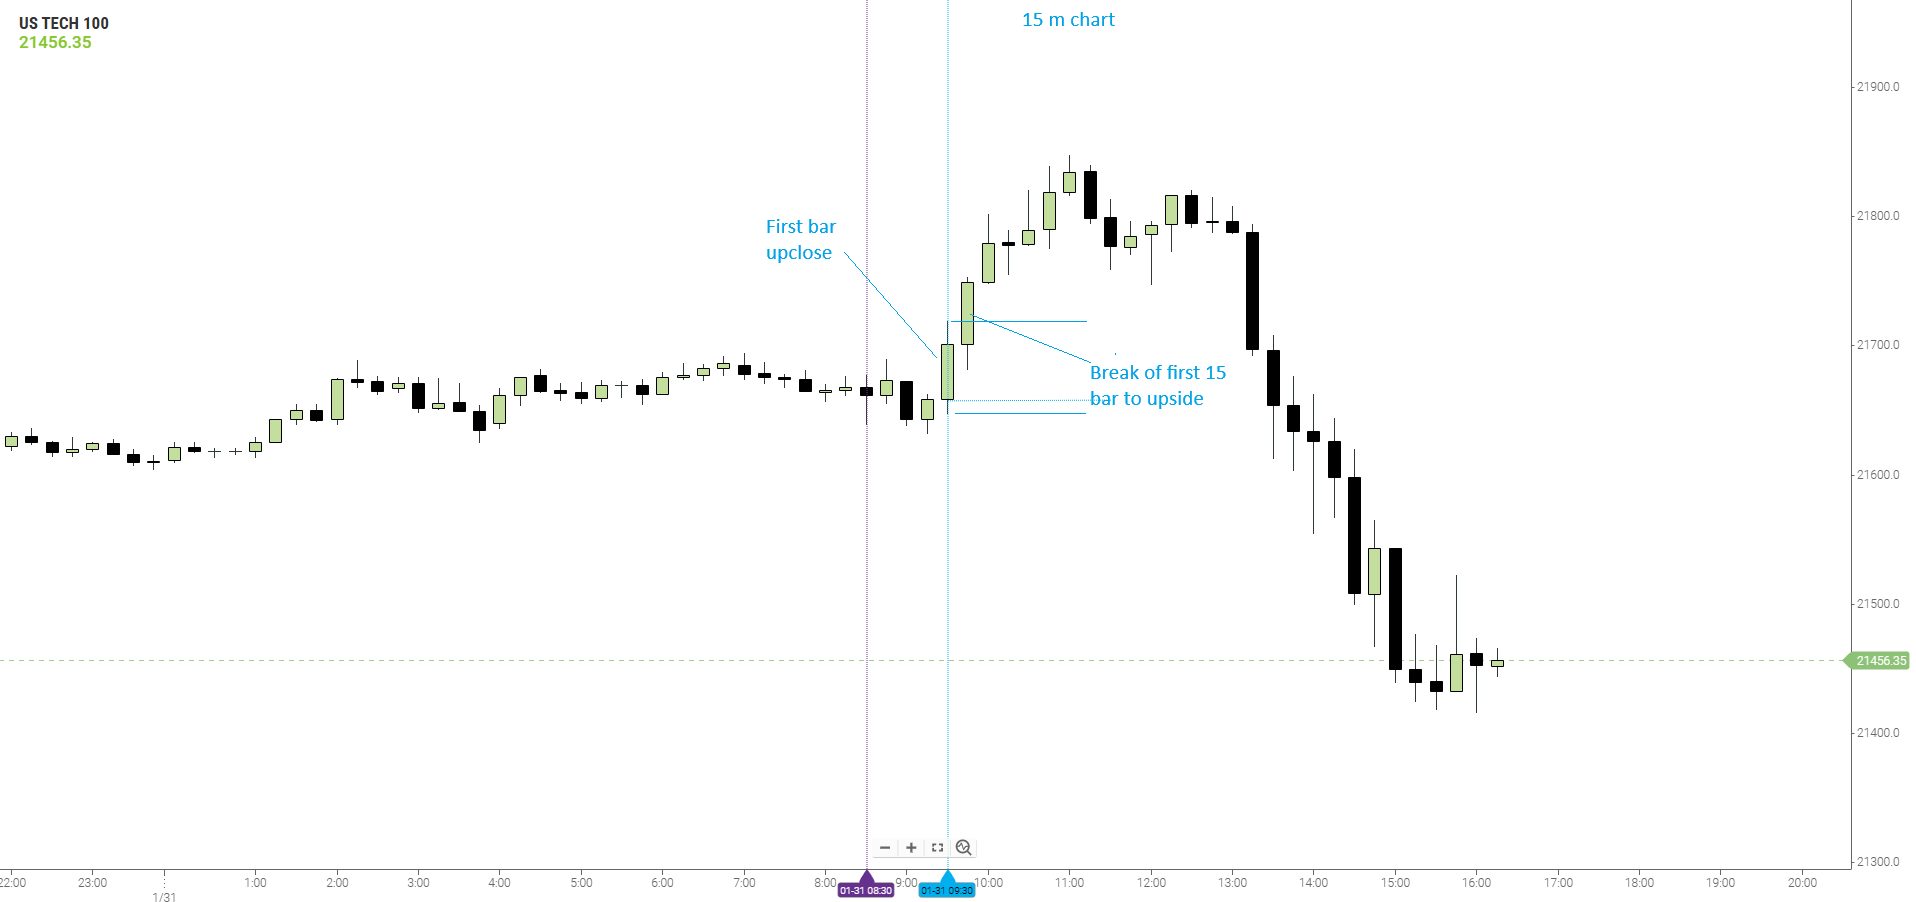 US TECH 100
21456.35
15 m chart
21900.0
21800.0
First bar
upclose
21700.0
Break of first 15
bar to upside
21600.0
21500.0
21456.35
21400.0
21300.0
22:00 23:00 1:00 2:00 3:00 4:00 5:00 6:00 7:00 8:00 9:00 10:00 11:00 12:00 13:00 14:00 15:00 16:00 17:00 18:00 19:00 20:00
01-31 08:30 01-31 09:30
1/31